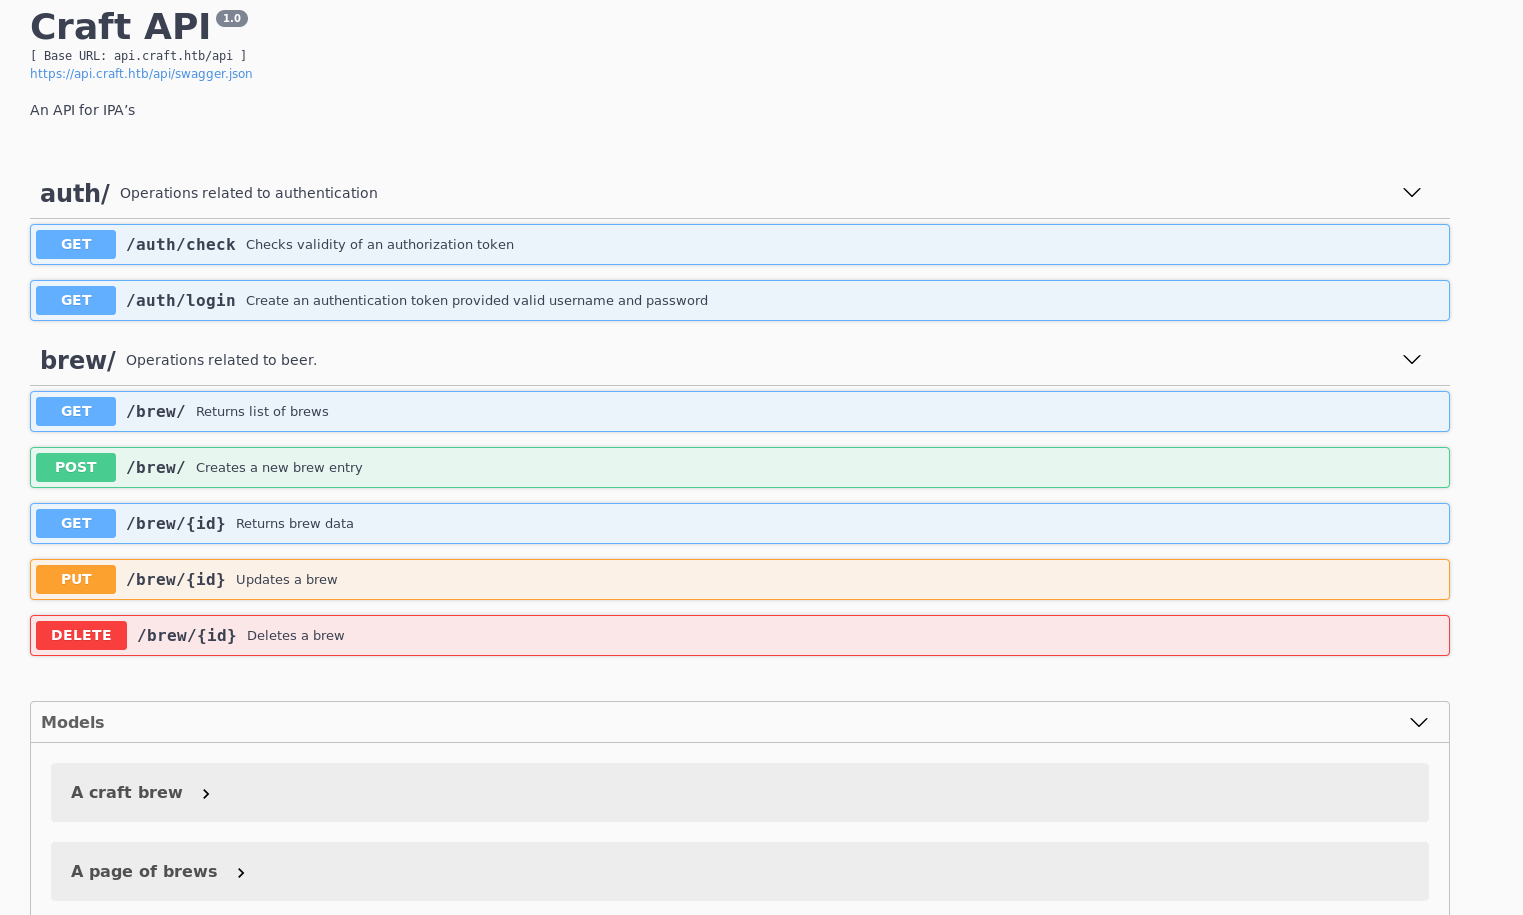 Craft API 1.0
[ Base URL: api.craft.htb/api ]
https://api.craft.htb/api/swagger.json
An API for IPA’s
auth/ Operations related to authentication
GET /auth/check Checks validity of an authorization token
GET /auth/login Create an authentication token provided valid username and password
brew/ Operations related to beer.
GET /brew/ Returns list of brews
POST /brew/ Creates a new brew entry
GET /brew/{id} Returns brew data
PUT /brew/{id} Updates a brew
DELETE /brew/{id} Deletes a brew
Models
A craft brew
A page of brews